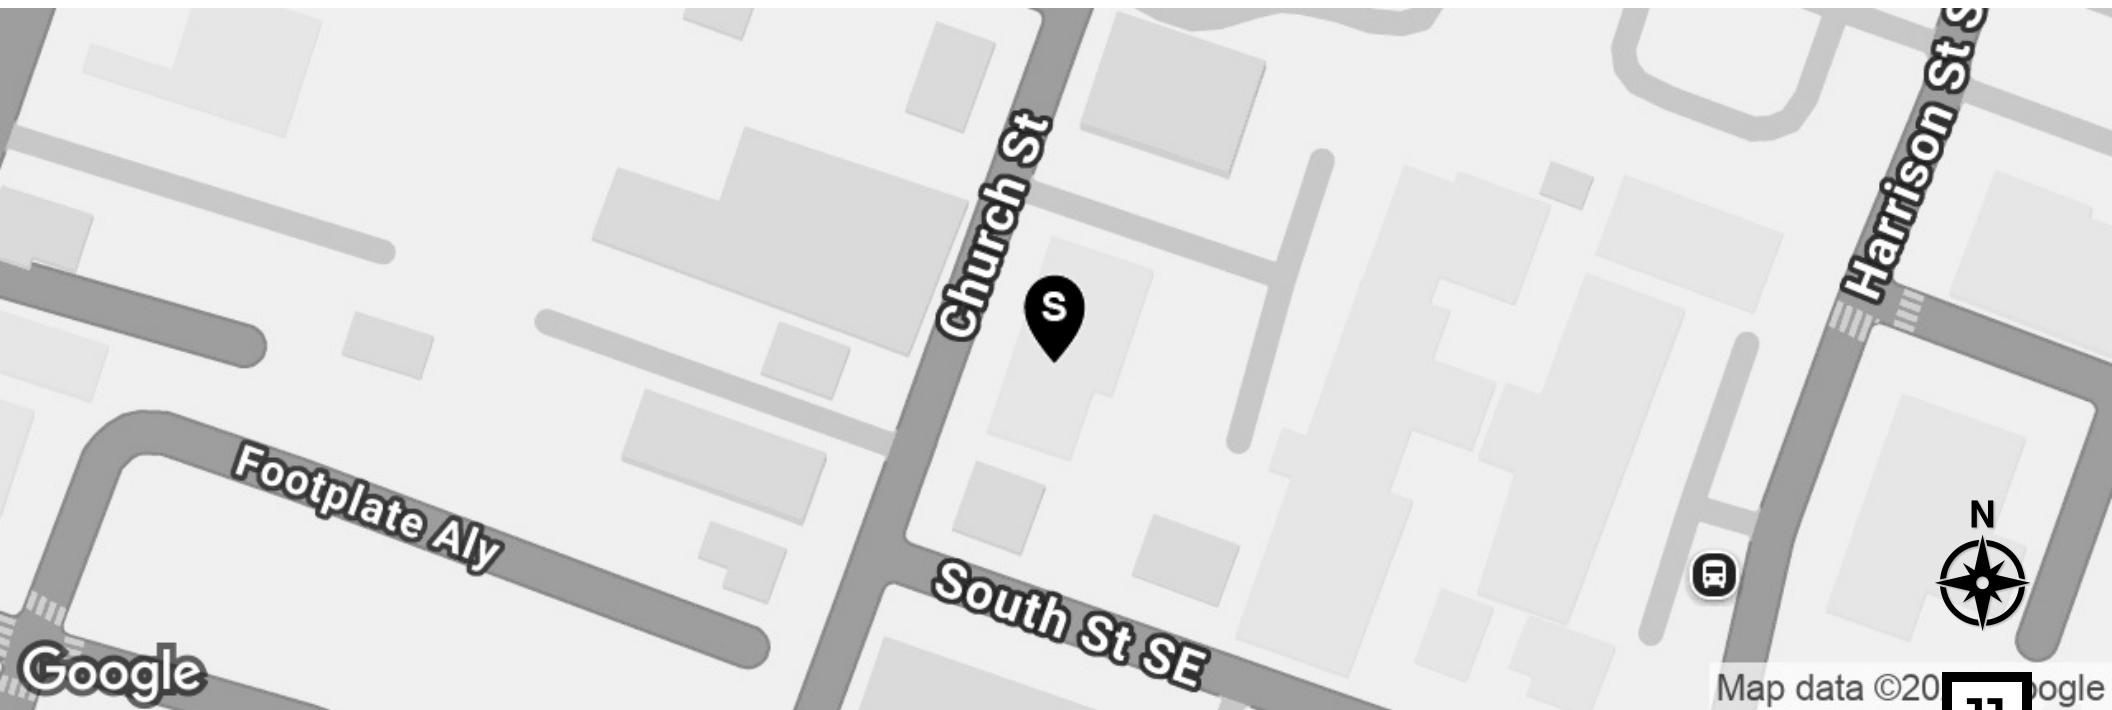 Harrison St S
Church St
S
Footplate Aly
N
South St SE
Google
Map data ©20
ogle